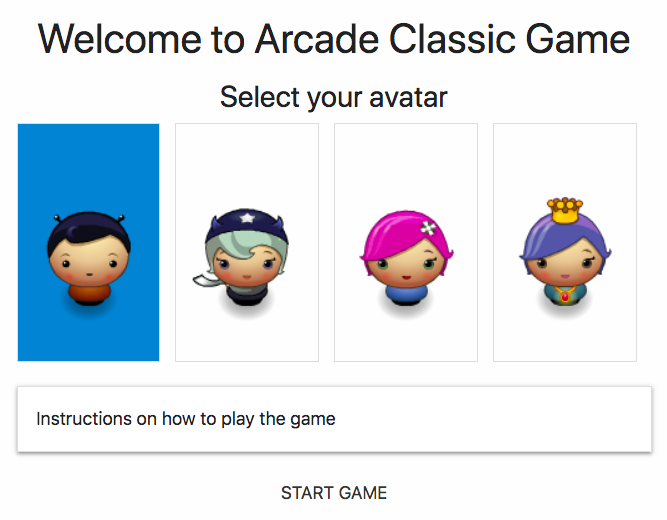 Welcome to Arcade Classic Game
Select your avatar
Instructions on how to play the game
START GAME